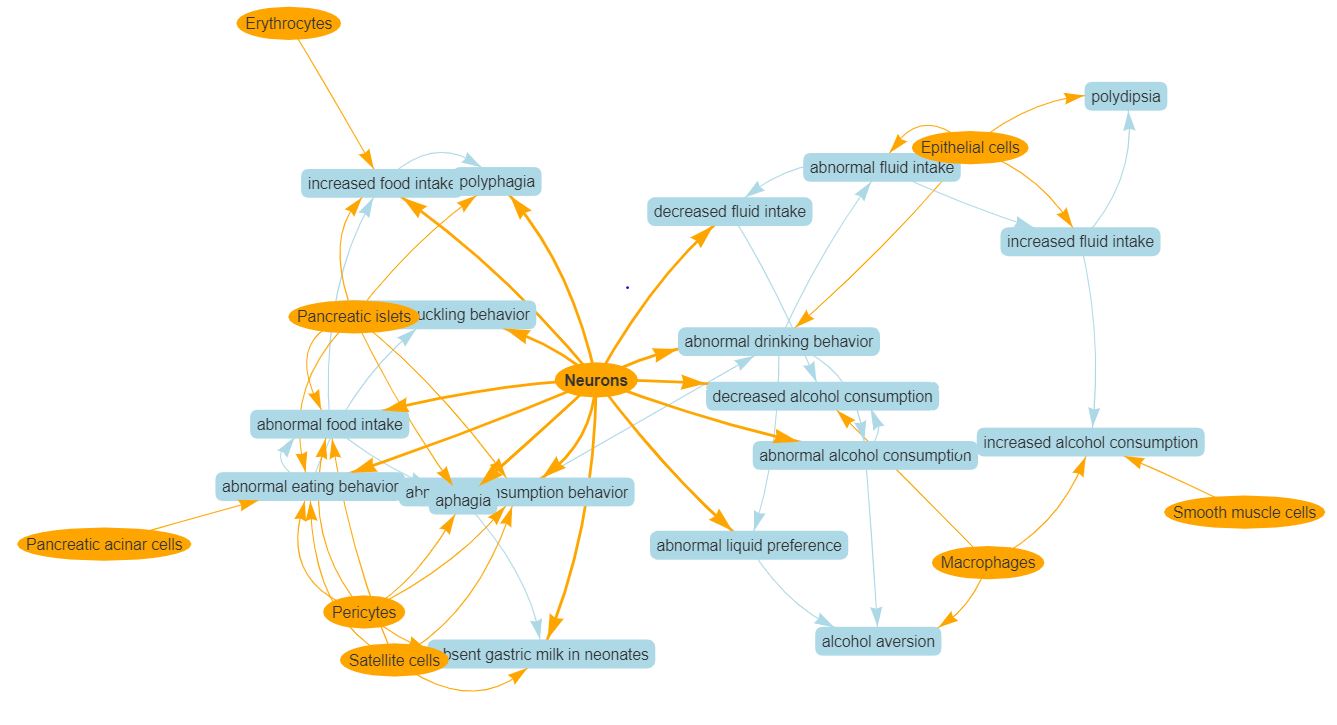 Erythrocytes
polydipsia
Epithelial cells
abnormal fluid intake
increased food intake
polyphagia
decreased fluid intake
increased fluid intake
Pancreatic islets
uckling behavior
abnormal drinking behavior
Neurons
decreased alcohol consumption
abnormal food intake
increased alcohol consumption
abnormal alcohol consumption
abnormal eating behavior
aphagia
sumption behavior
Smooth muscle cells
Pancreatic acinar cells
abnormal liquid preference
Macrophages
Pericytes
alcohol aversion
Satellite cells
bsent gastric milk in neonates